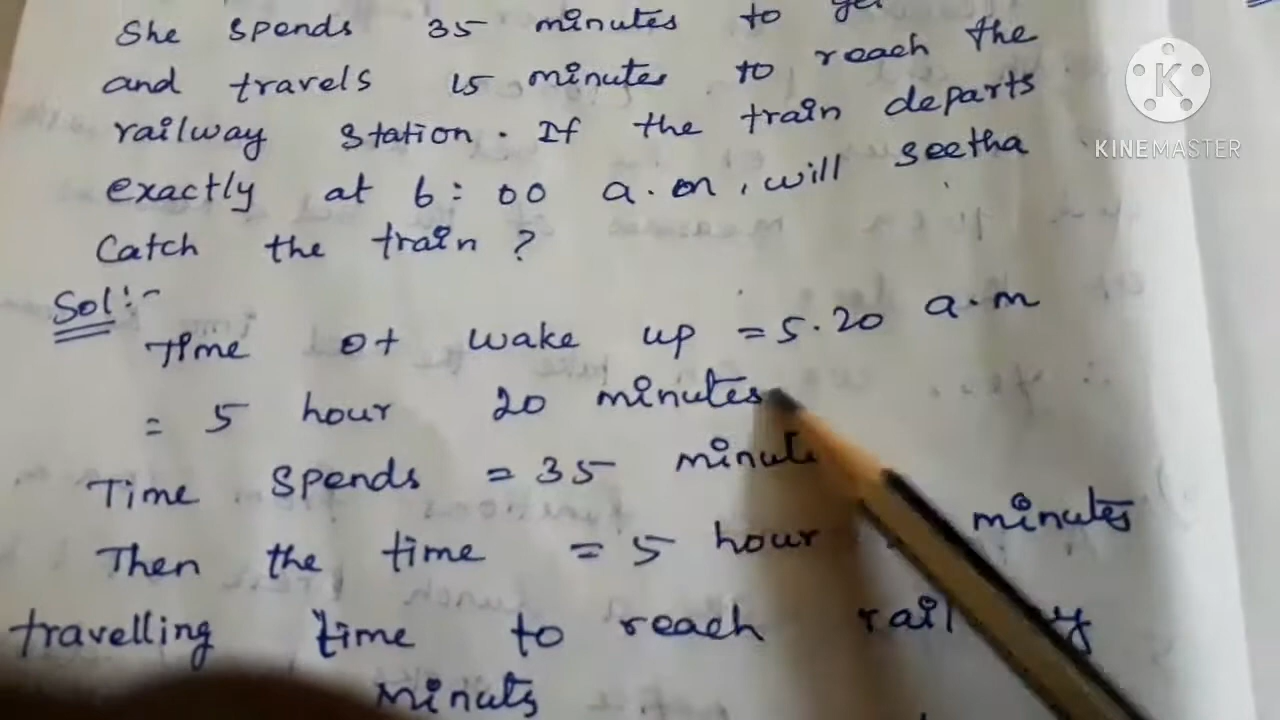 She spends 35 minutes to
and travels 15 minutes to reach the
railway station. If the train departs
exactly at 6:00 a.m, will seetha
Catch the train?
Sol:-
Time of wake up = 5.20 a.m
= 5 hour 20 minutes
Time spends = 35
Then the time = 5 hour minutes
travelling time to reach
minuts
K
KINEMASTER